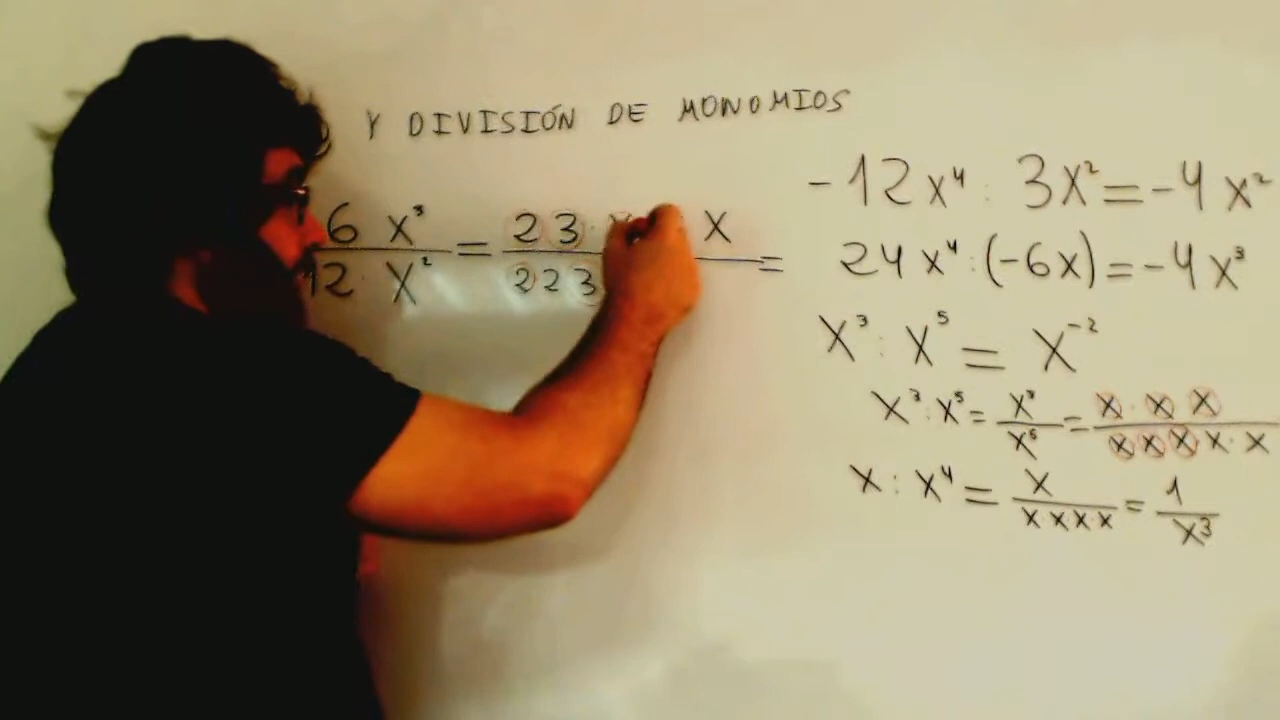 Y DIVISIÓN DE MONOMIOS
6 X³ / 12 X² = 2 3 · X / 2 2 3 =
-12x⁴ : 3x² = -4x²
24x⁴ : (-6x) = -4x³
X³ : X⁵ = X⁻²
X³ : X⁵ = X³ / X⁵ = X · X X / X X X X · X
X : X⁴ = X / X X X X = 1 / X³